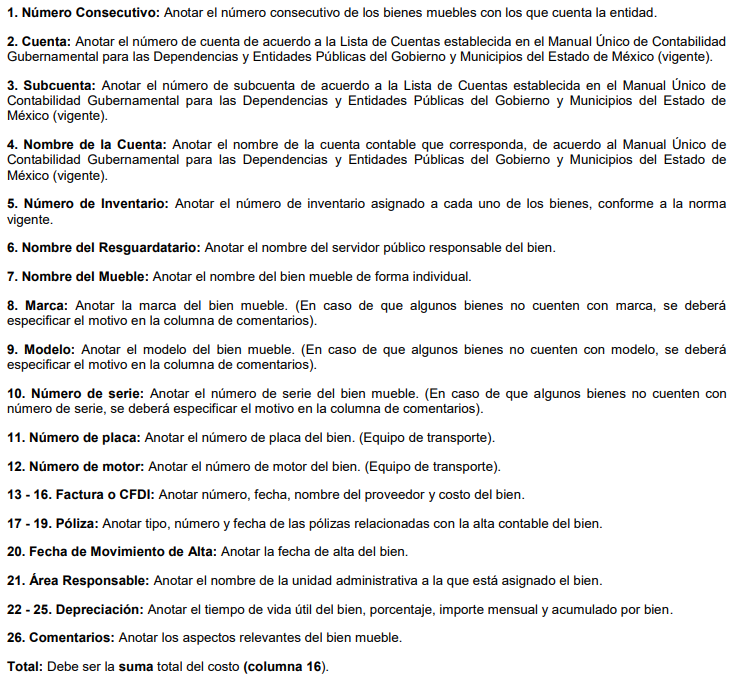 1. Número Consecutivo: Anotar el número consecutivo de los bienes muebles con los que cuenta la entidad.
2. Cuenta: Anotar el número de cuenta de acuerdo a la Lista de Cuentas establecida en el Manual Único de Contabilidad
Gubernamental para las Dependencias y Entidades Públicas del Gobierno y Municipios del Estado de México (vigente).
3. Subcuenta: Anotar el número de subcuenta de acuerdo a la Lista de Cuentas establecida en el Manual Único de
Contabilidad Gubernamental para las Dependencias y Entidades Públicas del Gobierno y Municipios del Estado de
México (vigente).
4. Nombre de la Cuenta: Anotar el nombre de la cuenta contable que corresponda, de acuerdo al Manual Único de
Contabilidad Gubernamental para las Dependencias y Entidades Públicas del Gobierno y Municipios del Estado de
México (vigente).
5. Número de Inventario: Anotar el número de inventario asignado a cada uno de los bienes, conforme a la norma
vigente.
6. Nombre del Resguardatario: Anotar el nombre del servidor público responsable del bien.
7. Nombre del Mueble: Anotar el nombre del bien mueble de forma individual.
8. Marca: Anotar la marca del bien mueble. (En caso de que algunos bienes no cuenten con marca, se deberá
especificar el motivo en la columna de comentarios).
9. Modelo: Anotar el modelo del bien mueble. (En caso de que algunos bienes no cuenten con modelo, se deberá
especificar el motivo en la columna de comentarios).
10. Número de serie: Anotar el número de serie del bien mueble. (En caso de que algunos bienes no cuenten con
número de serie, se deberá especificar el motivo en la columna de comentarios).
11. Número de placa: Anotar el número de placa del bien. (Equipo de transporte).
12. Número de motor: Anotar el número de motor del bien. (Equipo de transporte).
13 - 16. Factura o CFDI: Anotar número, fecha, nombre del proveedor y costo del bien.
17 - 19. Póliza: Anotar tipo, número y fecha de las pólizas relacionadas con la alta contable del bien.
20. Fecha de Movimiento de Alta: Anotar la fecha de alta del bien.
21. Área Responsable: Anotar el nombre de la unidad administrativa a la que está asignado el bien.
22 - 25. Depreciación: Anotar el tiempo de vida útil del bien, porcentaje, importe mensual y acumulado por bien.
26. Comentarios: Anotar los aspectos relevantes del bien mueble.
Total: Debe ser la suma total del costo (columna 16).